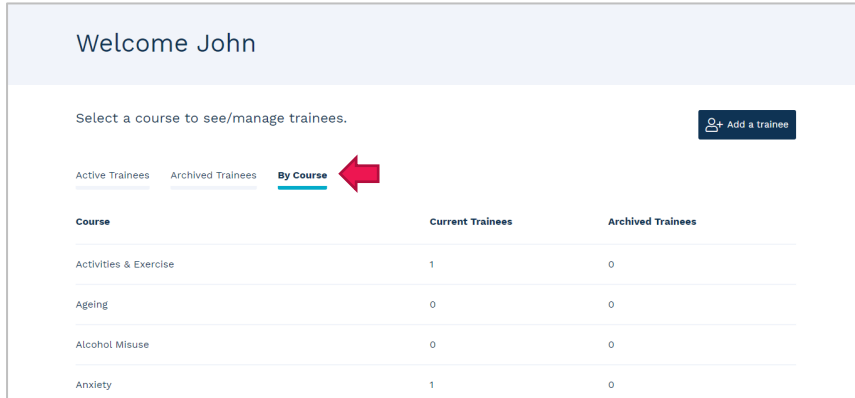 Welcome John
Select a course to see/manage trainees.
Add a trainee
Active Trainees Archived Trainees By Course
Course Current Trainees Archived Trainees
Activities & Exercise 1 0
Ageing 0 0
Alcohol Misuse 0 0
Anxiety 1 0